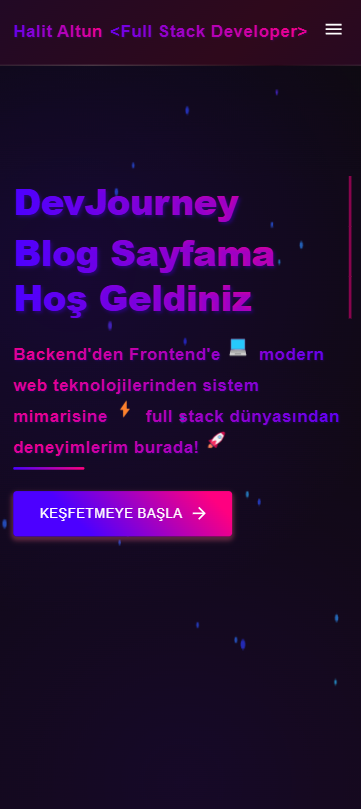 Halit Altun <Full Stack Developer>
DevJourney
Blog Sayfama
Hoş Geldiniz
Backend'den Frontend'e 💻 modern
web teknolojilerinden sistem
mimarisine ⚡ full stack dünyasından
deneyimlerim burada! 🚀
KEŞFETMEYE BAŞLA →